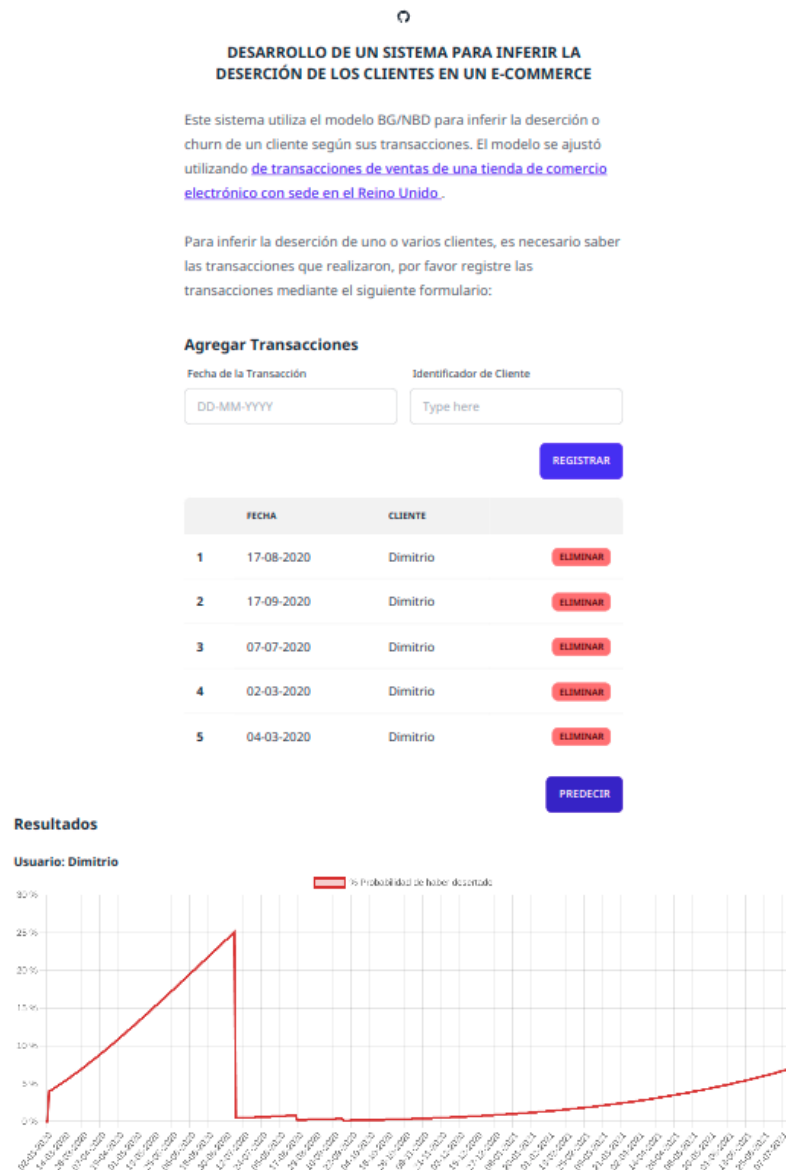 DESARROLLO DE UN SISTEMA PARA INFERIR LA
DESERCIÓN DE LOS CLIENTES EN UN E-COMMERCE
Este sistema utiliza el modelo BG/NBD para inferir la deserción o
churn de un cliente según sus transacciones. El modelo se ajustó
utilizando de transacciones de ventas de una tienda de comercio
electrónico con sede en el Reino Unido .
Para inferir la deserción de uno o varios clientes, es necesario saber
las transacciones que realizaron, por favor registre las
transacciones mediante el siguiente formulario:
Agregar Transacciones
Fecha de la Transacción Identificador de Cliente
DD-MM-YYYY Type here
REGISTRAR
FECHA CLIENTE
1 17-08-2020 Dimitrio ELIMINAR
2 17-09-2020 Dimitrio ELIMINAR
3 07-07-2020 Dimitrio ELIMINAR
4 02-03-2020 Dimitrio ELIMINAR
5 04-03-2020 Dimitrio ELIMINAR
PREDECIR
Resultados
Usuario: Dimitrio
% Probabilidad de haber desertado
30 %
25 %
20 %
15 %
10 %
5 %
0 %